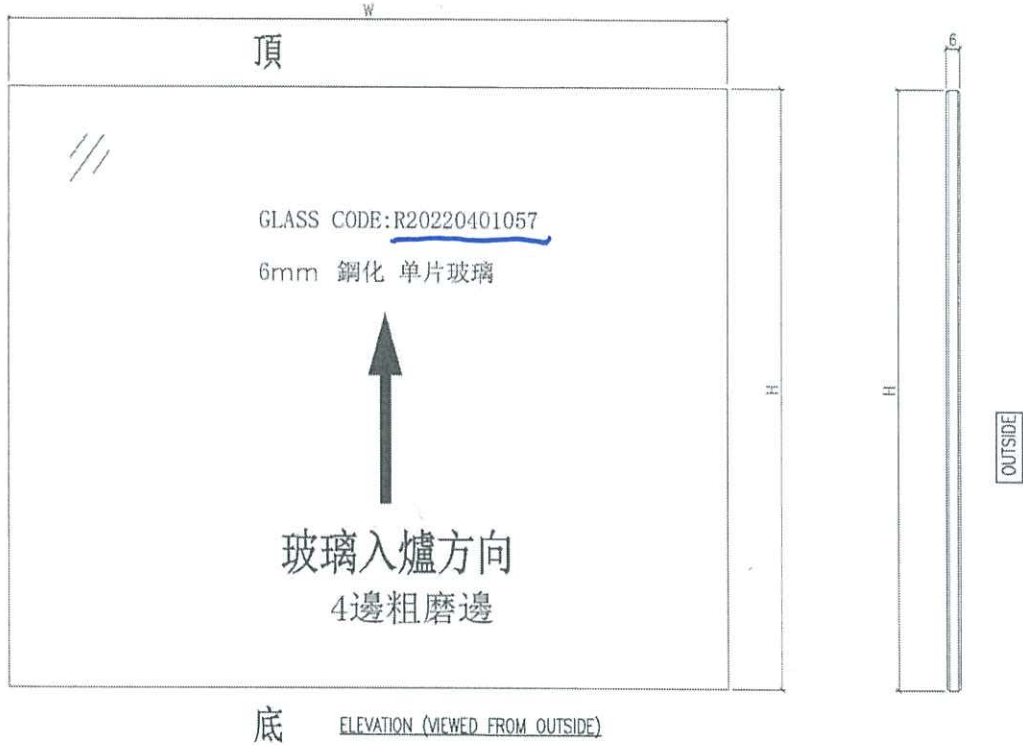 W
頂
6
GLASS CODE:R20220401057
6mm 鋼化 单片玻璃
H
H
OUTSIDE
玻璃入爐方向
4邊粗磨邊
底
ELEVATION (VIEWED FROM OUTSIDE)